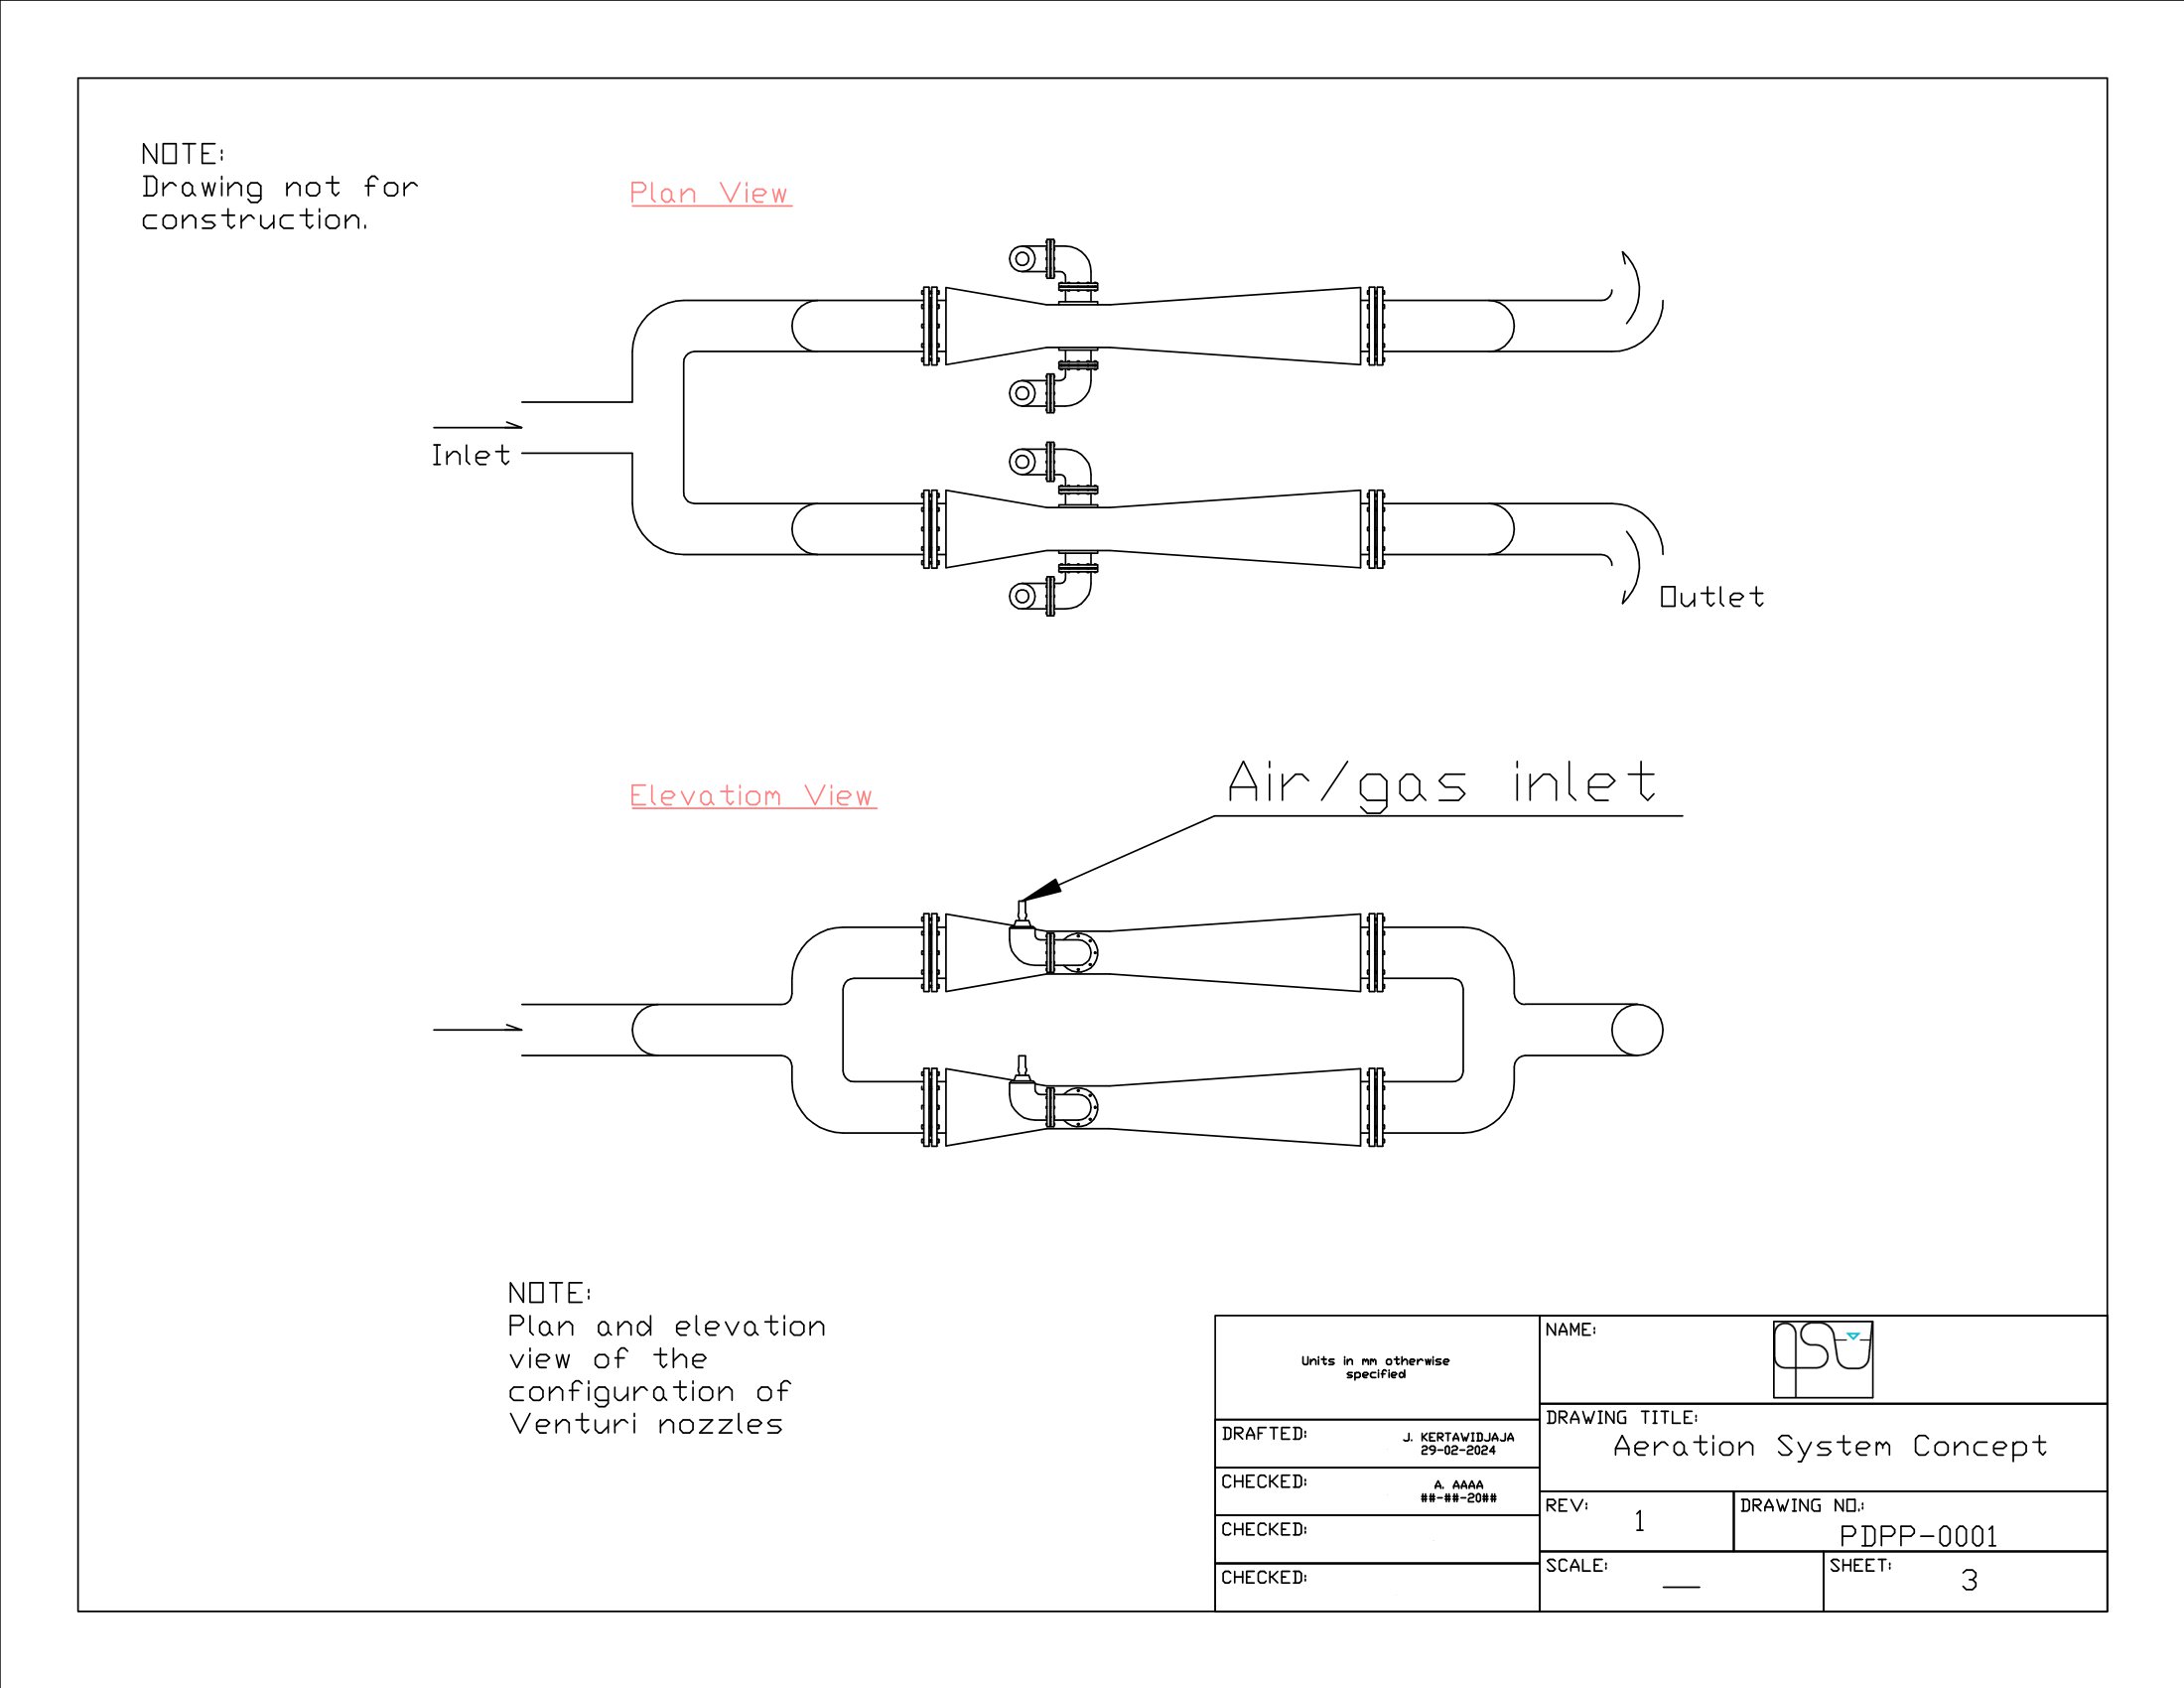 NOTE:
Drawing not for
construction.
Plan View
Inlet
Outlet
Elevatiom View
Air/gas inlet
NOTE:
Plan and elevation
view of the
configuration of
Venturi nozzles
Units in mm otherwise
specified
DRAFTED:
J. KERTAWIDJAJA
29-02-2024
CHECKED:
A. AAAA
##-##-20##
CHECKED:
CHECKED:
NAME:
PSU
DRAWING TITLE:
Aeration System Concept
REV:
1
DRAWING NO.:
PDPP-0001
SCALE:
—
SHEET:
3